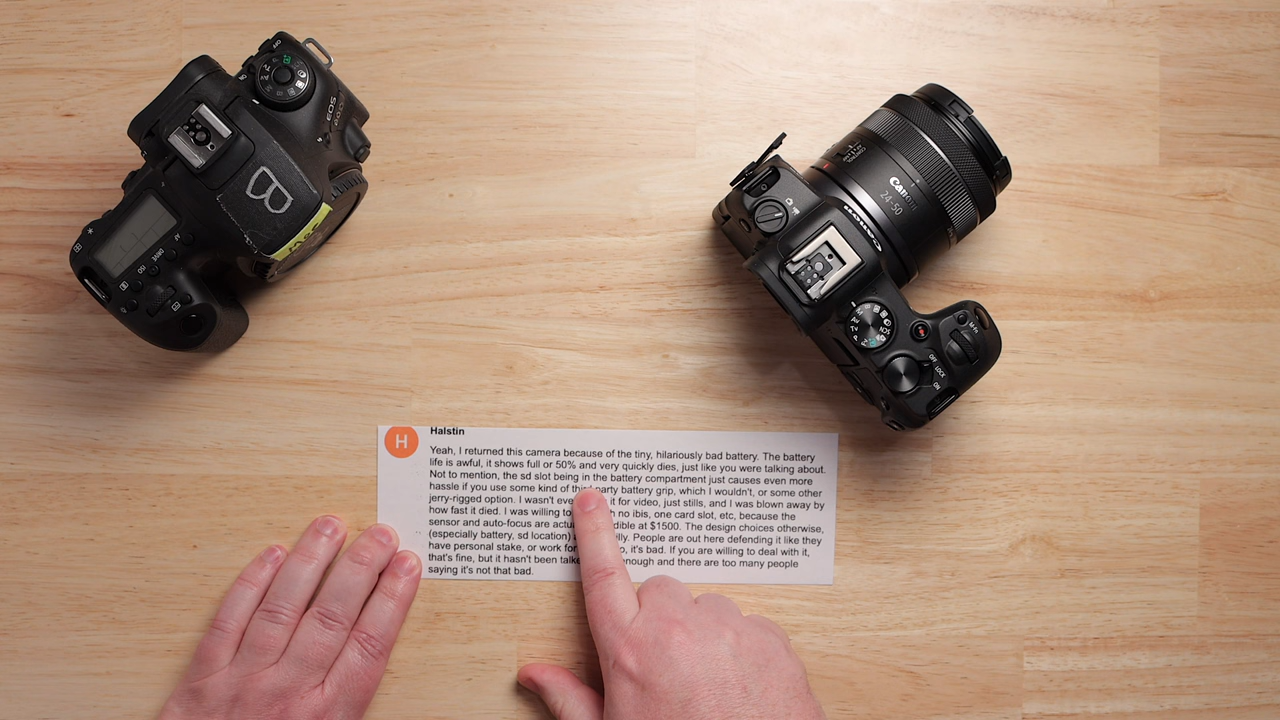 EOS
B
DRIVE
ISO
AF
Canon
24-50
Canon
M-Fn
OFF
LOCK
ON
H
Halstin
Yeah, I returned this camera because of the tiny, hilariously bad battery. The battery
life is awful, it shows full or 50% and very quickly dies, just like you were talking about.
Not to mention, the sd slot being in the battery compartment just causes even more
hassle if you use some kind of third party battery grip, which I wouldn't, or some other
jerry-rigged option. I wasn't it for video, just stills, and I was blown away by
how fast it died. I was willing to no ibis, one card slot, etc, because the
sensor and auto-focus are at $1500. The design choices otherwise,
(especially battery, sd location) People are out here defending it like they
have personal stake, or work for it's bad. If you are willing to deal with it,
that's fine, but it hasn't been enough and there are too many people
saying it's not that bad.